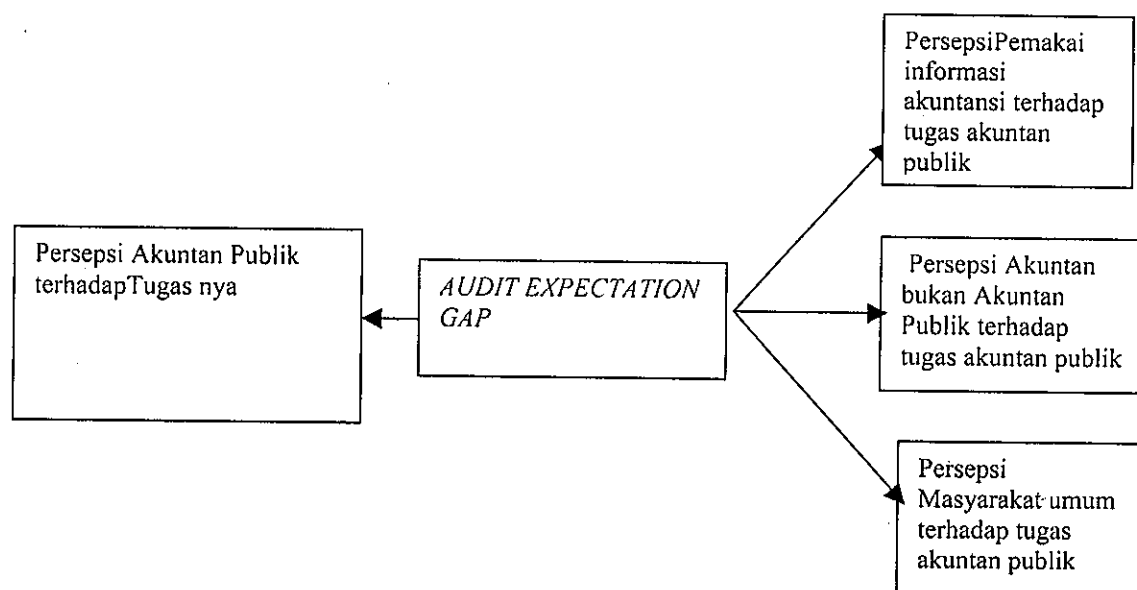 Persepsi Akuntan Publik
terhadapTugas nya
AUDIT EXPECTATION
GAP
PersepsiPemakai
informasi
akuntansi terhadap
tugas akuntan
publik
Persepsi Akuntan
bukan Akuntan
Publik terhadap
tugas akuntan publik
Persepsi
Masyarakat umum
terhadap tugas
akuntan publik